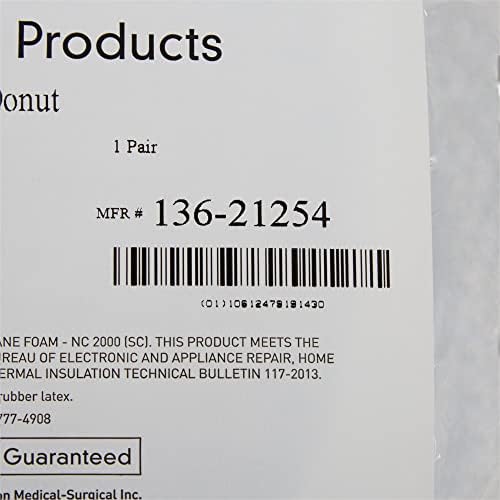 Products
Donut
1 Pair
MFR # 136-21254
(01)10612479191430
ANE FOAM - NC 2000 (SC). THIS PRODUCT MEETS THE
UREAU OF ELECTRONIC AND APPLIANCE REPAIR, HOME
HERMAL INSULATION TECHNICAL BULLETIN 117-2013.
rubber latex.
777-4908
Guaranteed
on Medical-Surgical Inc.